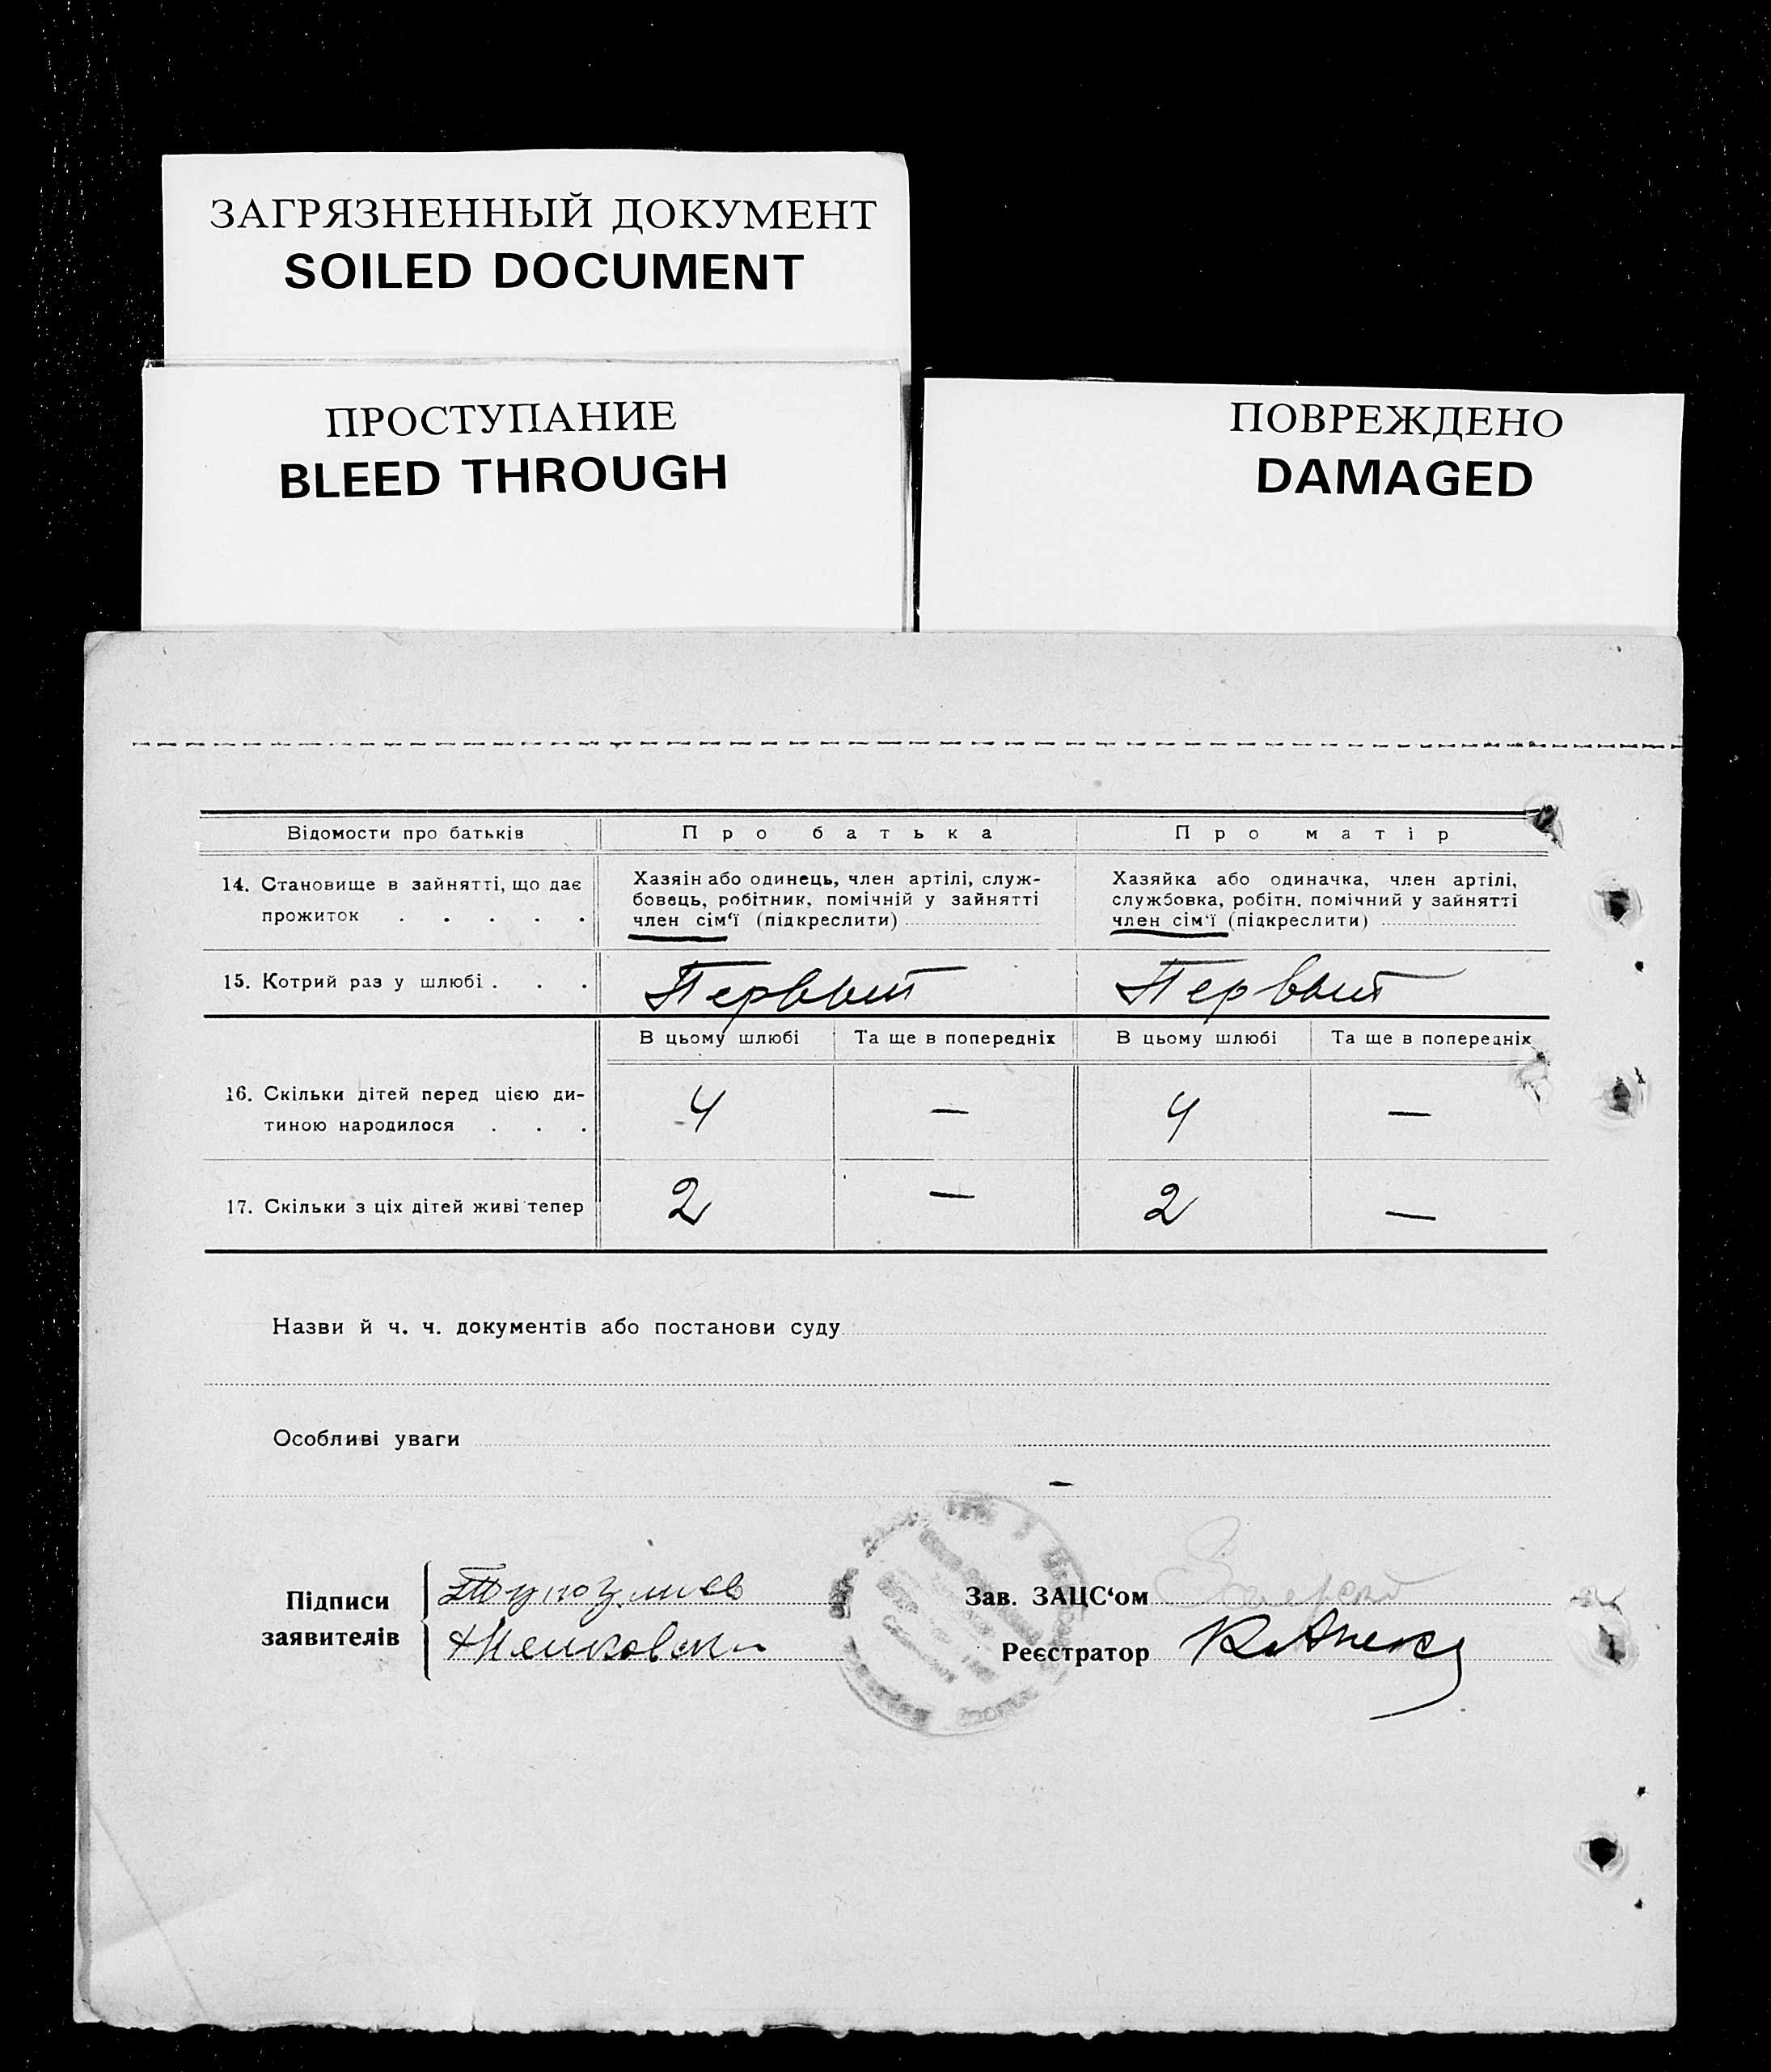 ЗАГРЯЗНЕННЫЙ ДОКУМЕНТ
SOILED DOCUMENT
ПРОСТУПАНИЕ
BLEED THROUGH
ПОВРЕЖДЕНО
DAMAGED
Відомости про батьків Про батька Про матір
14. Становище в зайнятті, що дає прожиток . . . . .
Хазяін або одинець, член артілі, служ-
бовець, робітник, помічній у зайнятті
член сім‘ї (підкреслити)
Хазяйка або одиначка, член артілі,
службовка, робітн. помічний у зайнятті
член сім‘ї (підкреслити)
15. Котрий раз у шлюбі . . . Первый Первый
В цьому шлюбі Та ще в попередніх В цьому шлюбі Та ще в попередніх
16. Скільки дітей перед цією ди-
тиною народилося . . . 4 — 4 —
17. Скільки з ціх дітей живі тепер 2 — 2 —
Назви й ч. ч. документів або постанови суду
Особливі уваги
—
Підписи
заявителів
Зав. ЗАЦС‘ом
Реєстратор